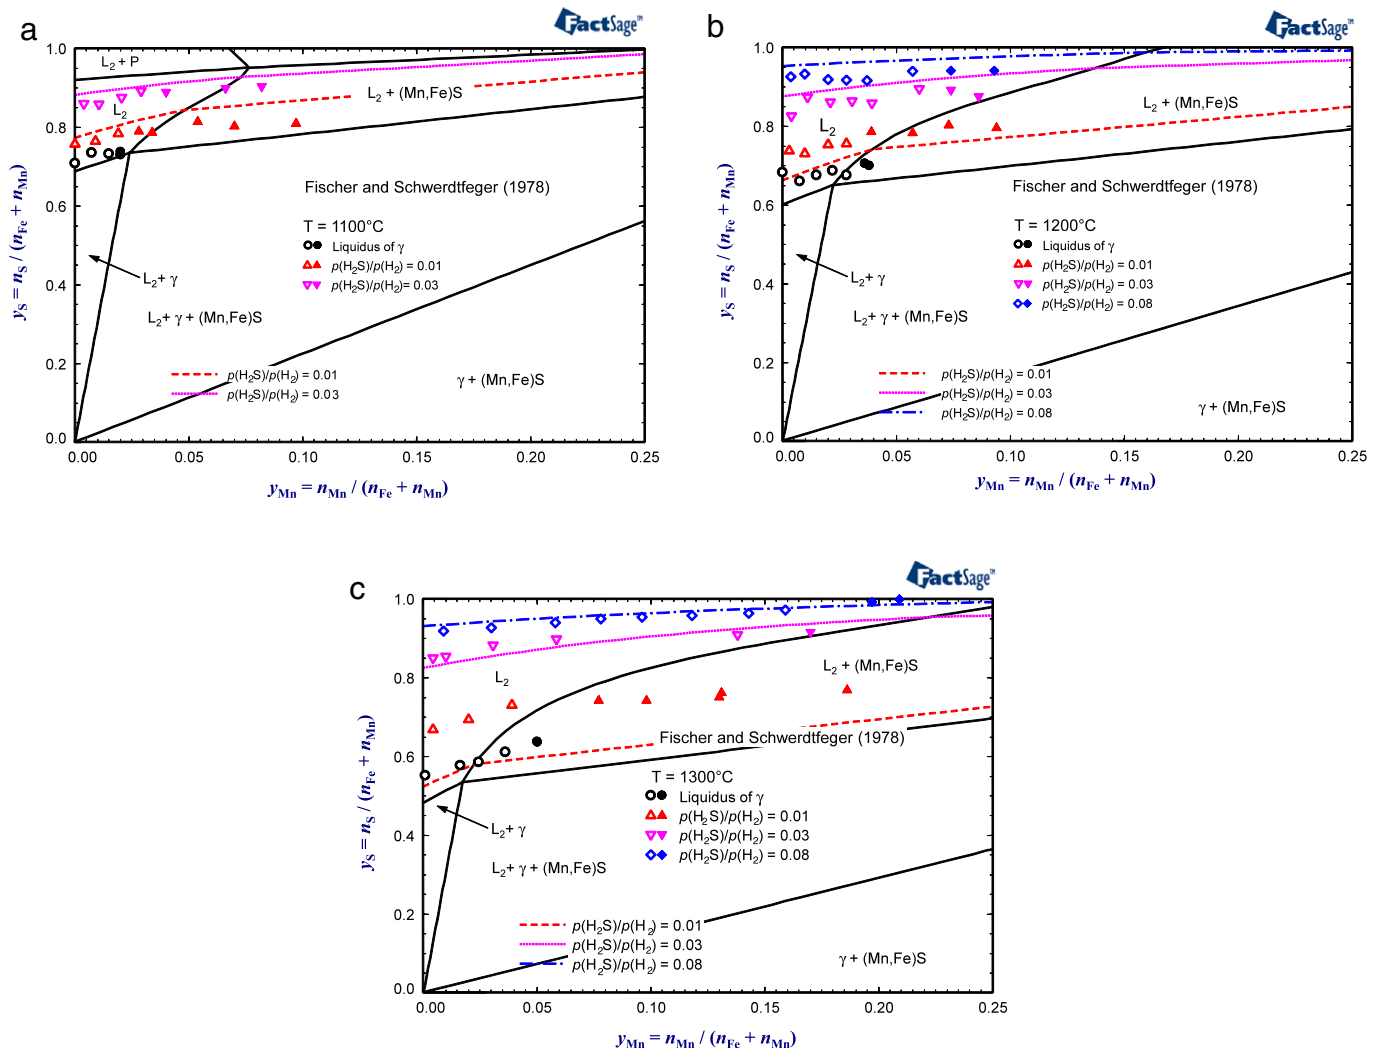 a
FactSage™
1.0
0.8
0.6
0.4
0.2
0.0
yS = nS / (nFe + nMn)
L2 + P
L2
L2 + (Mn,Fe)S
Fischer and Schwerdtfeger (1978)
T = 1100°C
Liquidus of γ
p(H2S)/p(H2) = 0.01
p(H2S)/p(H2)= 0.03
L2+ γ
L2+ γ + (Mn,Fe)S
p(H2S)/p(H2) = 0.01
p(H2S)/p(H2) = 0.03
γ + (Mn,Fe)S
0.00 0.05 0.10 0.15 0.20 0.25
yMn = nMn / (nFe + nMn)
b
FactSage™
1.0
0.8
0.6
0.4
0.2
0.0
yS = nS / (nFe + nMn)
L2 + (Mn,Fe)S
L2
Fischer and Schwerdtfeger (1978)
T = 1200°C
Liquidus of γ
p(H2S)/p(H2) = 0.01
p(H2S)/p(H2) = 0.03
p(H2S)/p(H2) = 0.08
L2+ γ
L2+ γ + (Mn,Fe)S
p(H2S)/p(H2) = 0.01
p(H2S)/p(H2) = 0.03
p(H2S)/p(H2) = 0.08
γ + (Mn,Fe)S
0.00 0.05 0.10 0.15 0.20 0.25
yMn = nMn / (nFe + nMn)
c
FactSage™
1.0
0.8
0.6
0.4
0.2
0.0
yS = nS / (nFe + nMn)
L2
L2 + (Mn,Fe)S
Fischer and Schwerdtfeger (1978)
T = 1300°C
Liquidus of γ
p(H2S)/p(H2) = 0.01
p(H2S)/p(H2) = 0.03
p(H2S)/p(H2) = 0.08
L2+ γ
L2+ γ + (Mn,Fe)S
p(H2S)/p(H2) = 0.01
p(H2S)/p(H2) = 0.03
p(H2S)/p(H2) = 0.08
γ + (Mn,Fe)S
0.00 0.05 0.10 0.15 0.20 0.25
yMn = nMn / (nFe + nMn)